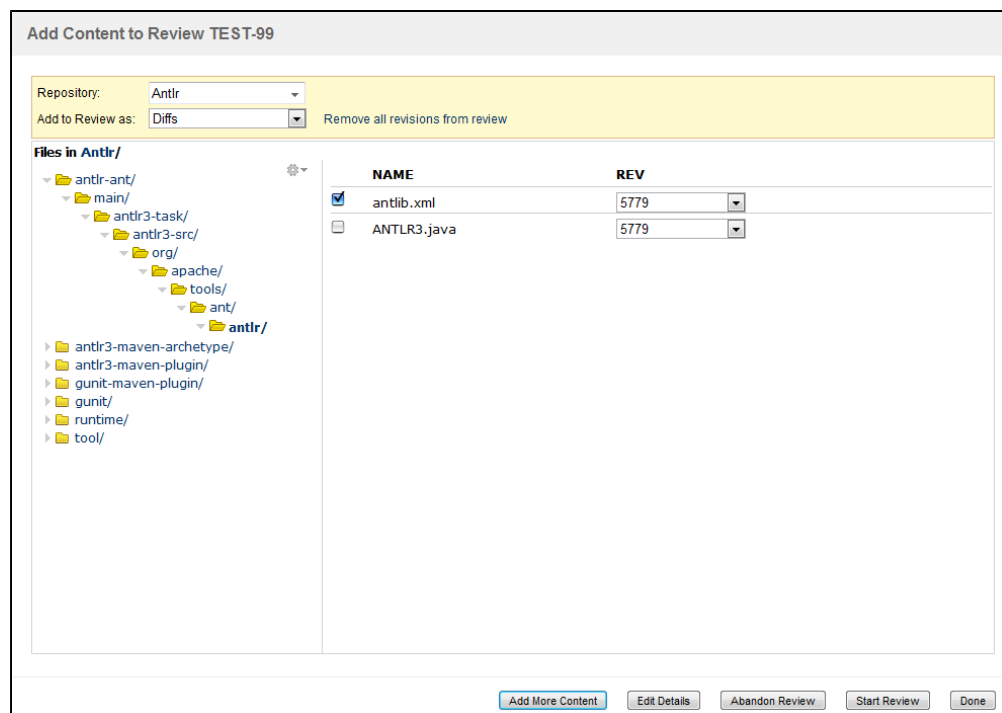 Add Content to Review TEST-99
Repository: Antlr
Add to Review as: Diffs Remove all revisions from review
Files in Antlr/
antlr-ant/
main/
antlr3-task/
antlr3-src/
org/
apache/
tools/
ant/
antlr/
antlr3-maven-archetype/
antlr3-maven-plugin/
gunit-maven-plugin/
gunit/
runtime/
tool/
NAME REV
antlib.xml 5779
ANTLR3.java 5779
Add More Content Edit Details Abandon Review Start Review Done